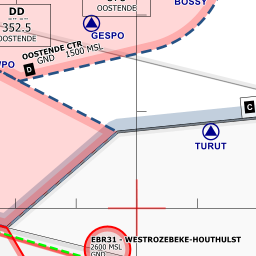 DD
352.5
OOSTENDE
OOSTENDE
GESPO
BOSSY
OOSTENDE CTR
GND 1500 MSL
D
C
TURUT
EBR31 - WESTROZEBEKE-HOUTHULST
2600 MSL
GND